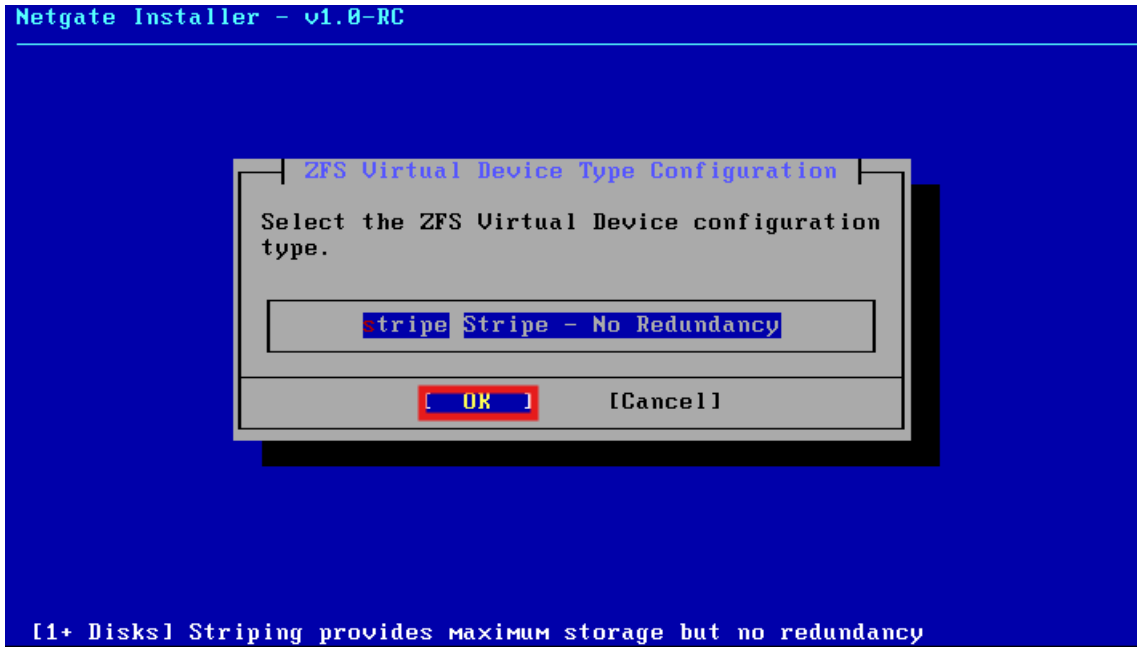 Netgate Installer - v1.0-RC
ZFS Virtual Device Type Configuration
Select the ZFS Virtual Device configuration
type.
stripe Stripe - No Redundancy
[ OK ] [Cancel]
[1+ Disks] Striping provides maximum storage but no redundancy